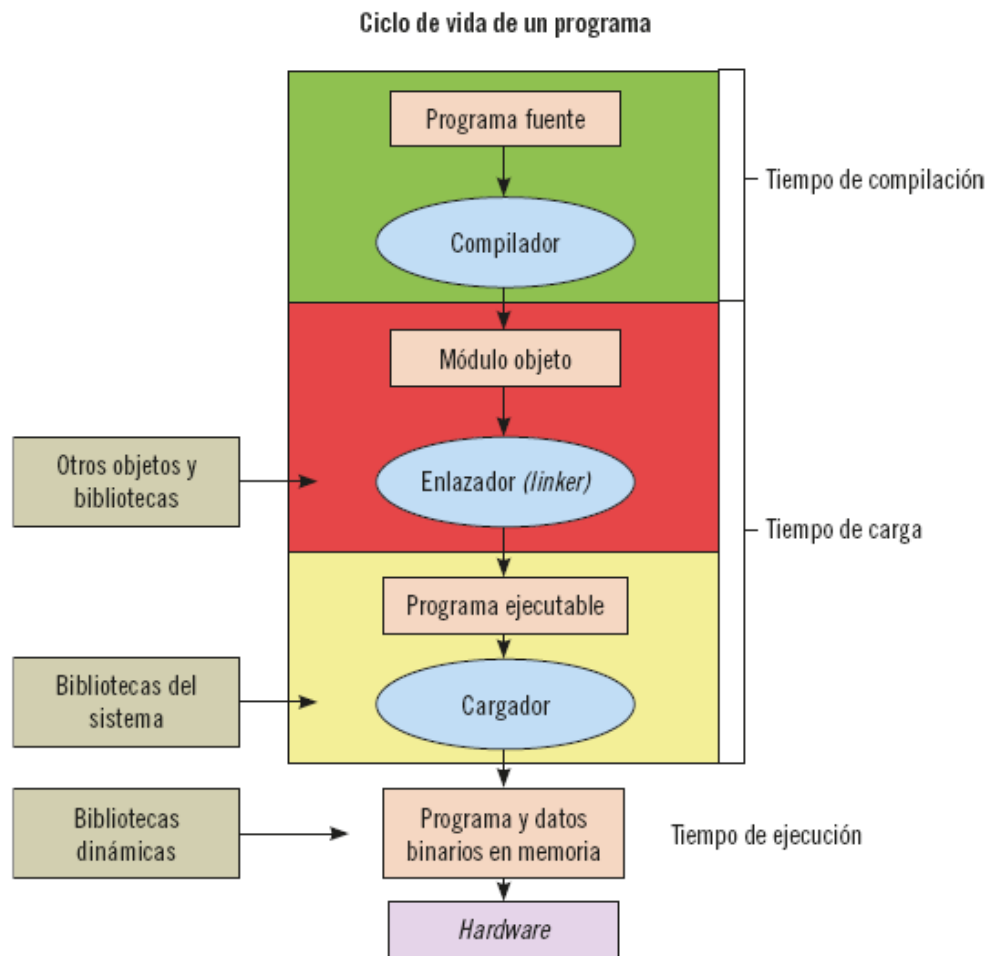 Ciclo de vida de un programa
Programa fuente
Tiempo de compilación
Compilador
Módulo objeto
Otros objetos y
bibliotecas
Enlazador (linker)
Tiempo de carga
Programa ejecutable
Bibliotecas del
sistema
Cargador
Bibliotecas
dinámicas
Programa y datos
binarios en memoria
Tiempo de ejecución
Hardware